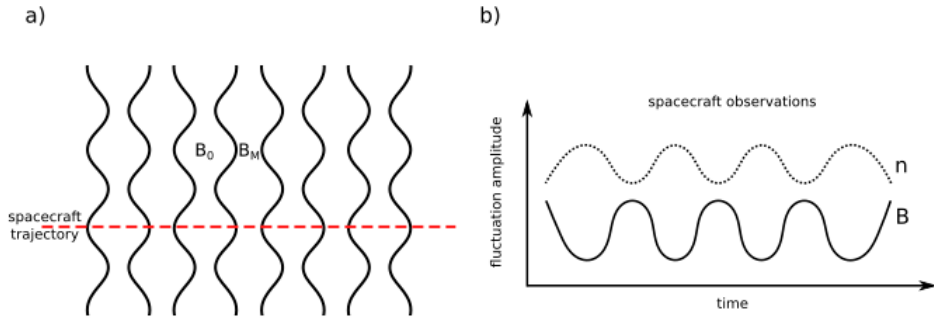 a)
B0
BM
spacecraft
trajectory
b)
spacecraft observations
fluctuation amplitude
n
B
time